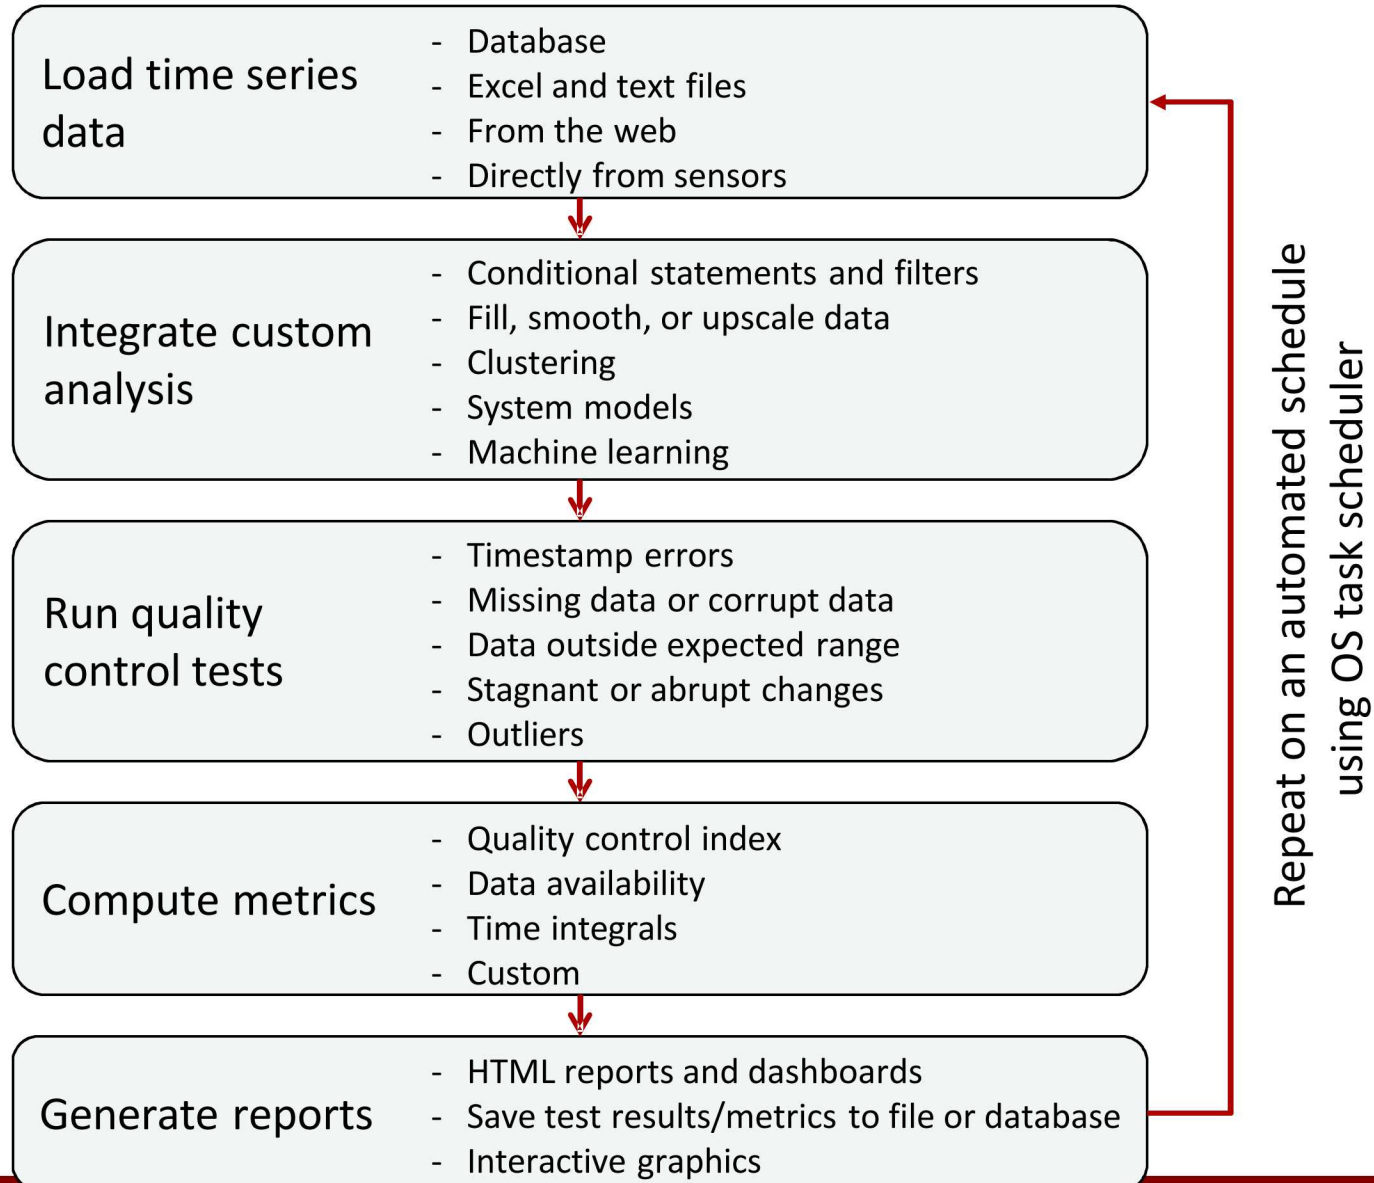 Load time series
data
- Database
- Excel and text files
- From the web
- Directly from sensors
Integrate custom
analysis
- Conditional statements and filters
- Fill, smooth, or upscale data
- Clustering
- System models
- Machine learning
Run quality
control tests
- Timestamp errors
- Missing data or corrupt data
- Data outside expected range
- Stagnant or abrupt changes
- Outliers
Compute metrics
- Quality control index
- Data availability
- Time integrals
- Custom
Generate reports
- HTML reports and dashboards
- Save test results/metrics to file or database
- Interactive graphics
Repeat on an automated schedule
using OS task scheduler